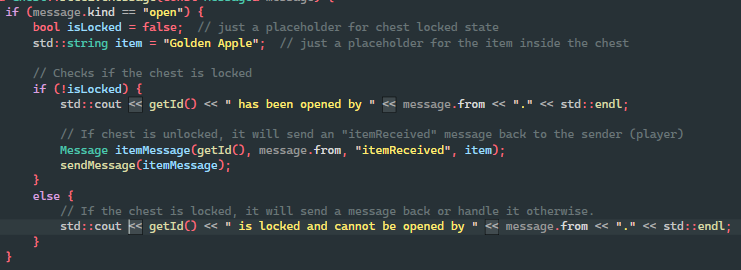 if (message.kind == "open") {
bool isLocked = false;  // just a placeholder for chest locked state
std::string item = "Golden Apple";  // just a placeholder for the item inside the chest
// Checks if the chest is locked
if (!isLocked) {
std::cout << getId() << " has been opened by " << message.from << "." << std::endl;
// If chest is unlocked, it will send an "itemReceived" message back to the sender (player)
Message itemMessage(getId(), message.from, "itemReceived", item);
sendMessage(itemMessage);
}
else {
// If the chest is locked, it will send a message back or handle it otherwise.
std::cout << getId() << " is locked and cannot be opened by " << message.from << "." << std::endl;
}
}